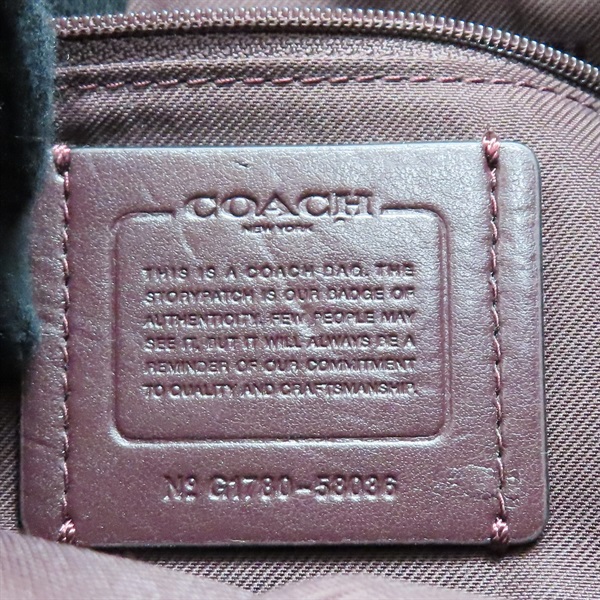 COACH
NEW YORK
THIS IS A COACH BAG. THE
STORYPATCH IS OUR BADGE OF
AUTHENTICITY. FEW PEOPLE MAY
SEE IT, BUT IT WILL ALWAYS BE A
REMINDER OF OUR COMMITMENT
TO QUALITY AND CRAFTSMANSHIP.
Nº G1780-58036